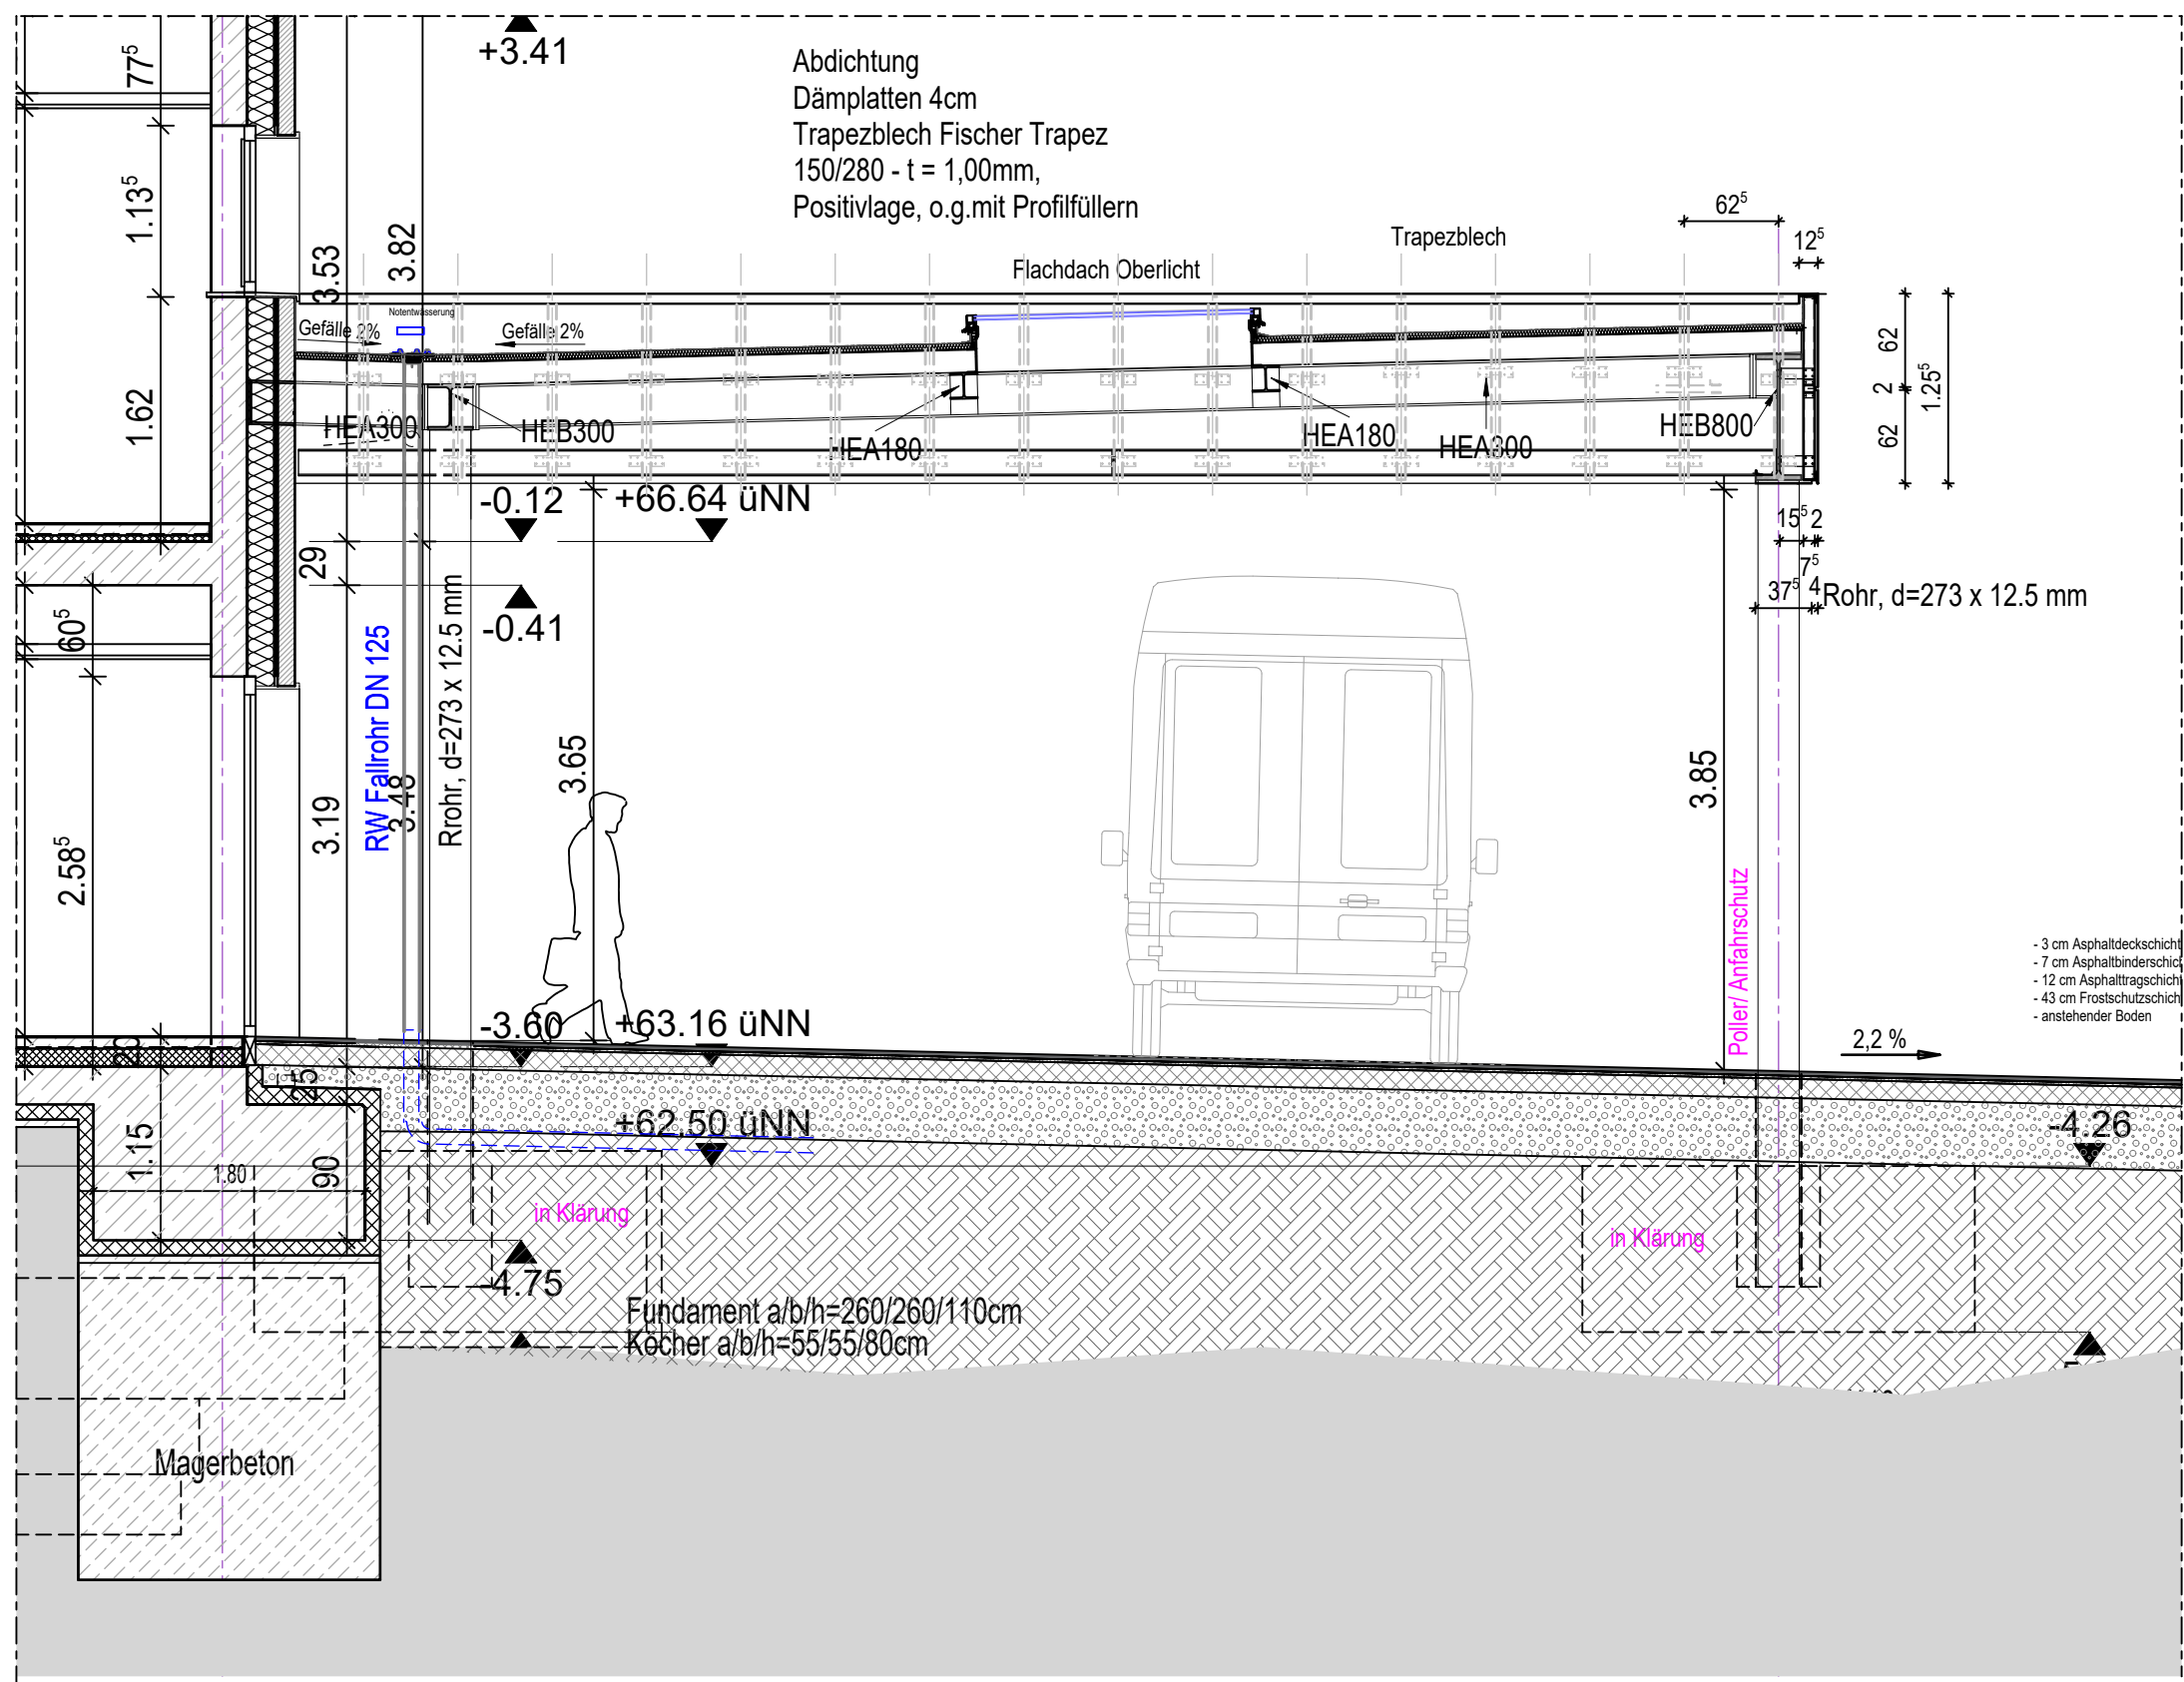 +3.41
Abdichtung
Dämplatten 4cm
Trapezblech Fischer Trapez
150/280 - t = 1,00mm,
Positivlage, o.g.mit Profilfüllern
77⁵
1.13⁵
1.62
3.53
3.82
Trapezblech
Flachdach Oberlicht
62⁵
12⁵
Notentwässerung
Gefälle 2%
Gefälle 2%
62
2
62
1.25⁵
HEA300
HEB300
HEA180
HEA180
HEA300
HEB800
-0.12
+66.64 üNN
29
-0.41
15⁵ 2
7⁵
37⁵ 4
Rohr, d=273 x 12.5 mm
60⁵
2.58⁵
3.19
RW Fallrohr DN 125
3.48
Rrohr, d=273 x 12.5 mm
3.65
3.85
Poller/ Anfahrschutz
- 3 cm Asphaltdeckschicht
- 7 cm Asphaltbinderschic
- 12 cm Asphalttragschich
- 43 cm Frostschutzschich
- anstehender Boden
2,2 %
-3.60
+63.16 üNN
20
25
+62.50 üNN
-4.26
1.15
1.80
90
in Klärung
in Klärung
-4.75
Fundament a/b/h=260/260/110cm
Köcher a/b/h=55/55/80cm
Magerbeton